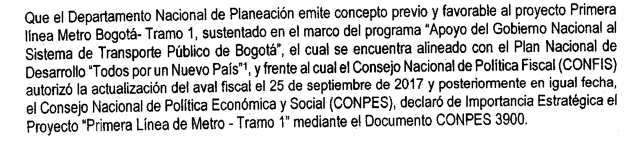 Que el Departamento Nacional de Planeación emite concepto previo y favorable al proyecto Primera
línea Metro Bogotá- Tramo 1, sustentado en el marco del programa "Apoyo del Gobierno Nacional al
Sistema de Transporte Público de Bogotá", el cual se encuentra alineado con el Plan Nacional de
Desarrollo "Todos por un Nuevo País"¹, y frente al cual el Consejo Nacional de Política Fiscal (CONFIS)
autorizó la actualización del aval fiscal el 25 de septiembre de 2017 y posteriormente en igual fecha,
el Consejo Nacional de Política Económica y Social (CONPES), declaró de Importancia Estratégica el
Proyecto "Primera Línea de Metro - Tramo 1" mediante el Documento CONPES 3900.